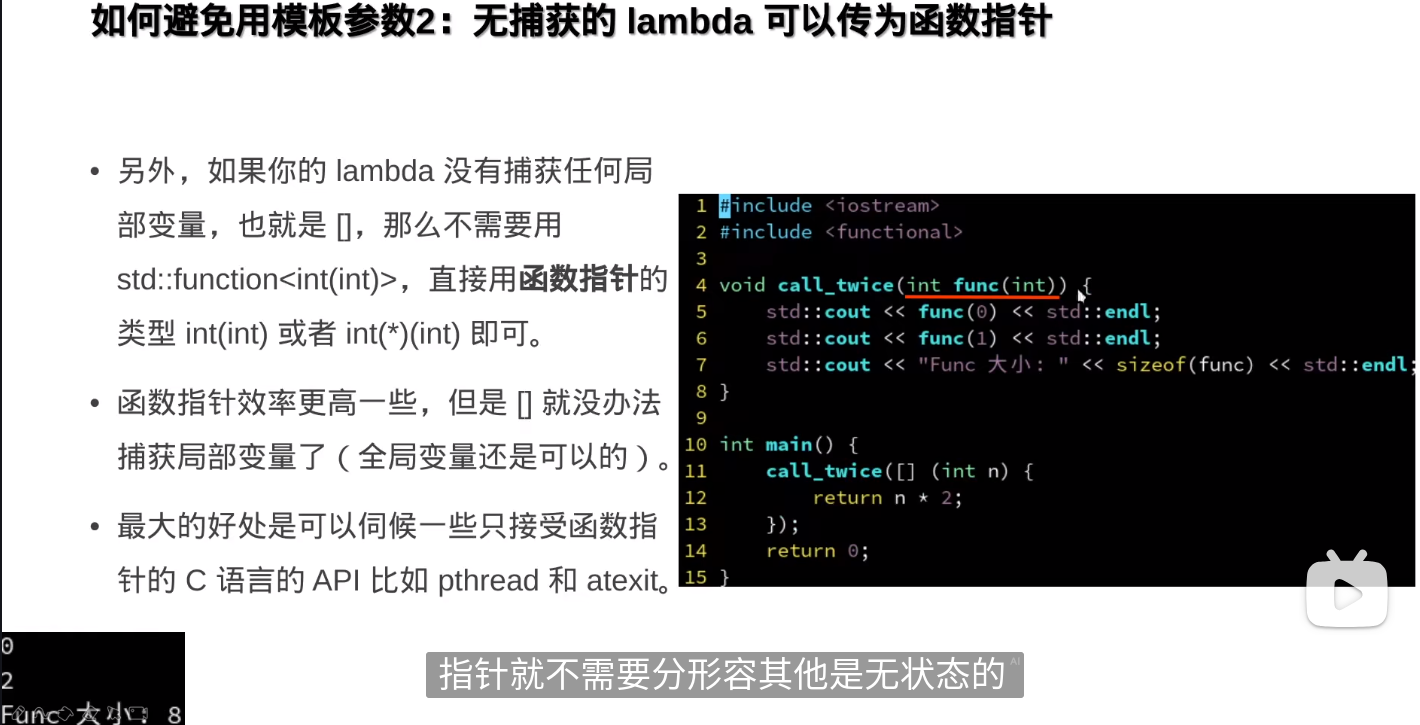 如何避免用模板参数2：无捕获的 lambda 可以传为函数指针
• 另外，如果你的 lambda 没有捕获任何局
部变量，也就是 []，那么不需要用
std::function<int(int)>，直接用函数指针的
类型 int(int) 或者 int(*)(int) 即可。
• 函数指针效率更高一些，但是 [] 就没办法
捕获局部变量了（全局变量还是可以的）。
• 最大的好处是可以伺候一些只接受函数指
针的 C 语言的 API 比如 pthread 和 atexit。
1 #include <iostream>
2 #include <functional>
3
4 void call_twice(int func(int)) {
5     std::cout << func(0) << std::endl;
6     std::cout << func(1) << std::endl;
7     std::cout << "Func 大小: " << sizeof(func) << std::endl;
8 }
9
10 int main() {
11     call_twice([] (int n) {
12         return n * 2;
13     });
14     return 0;
15 }
0
2
Func 大小: 8
指针就不需要分形容其他是无状态的
AI